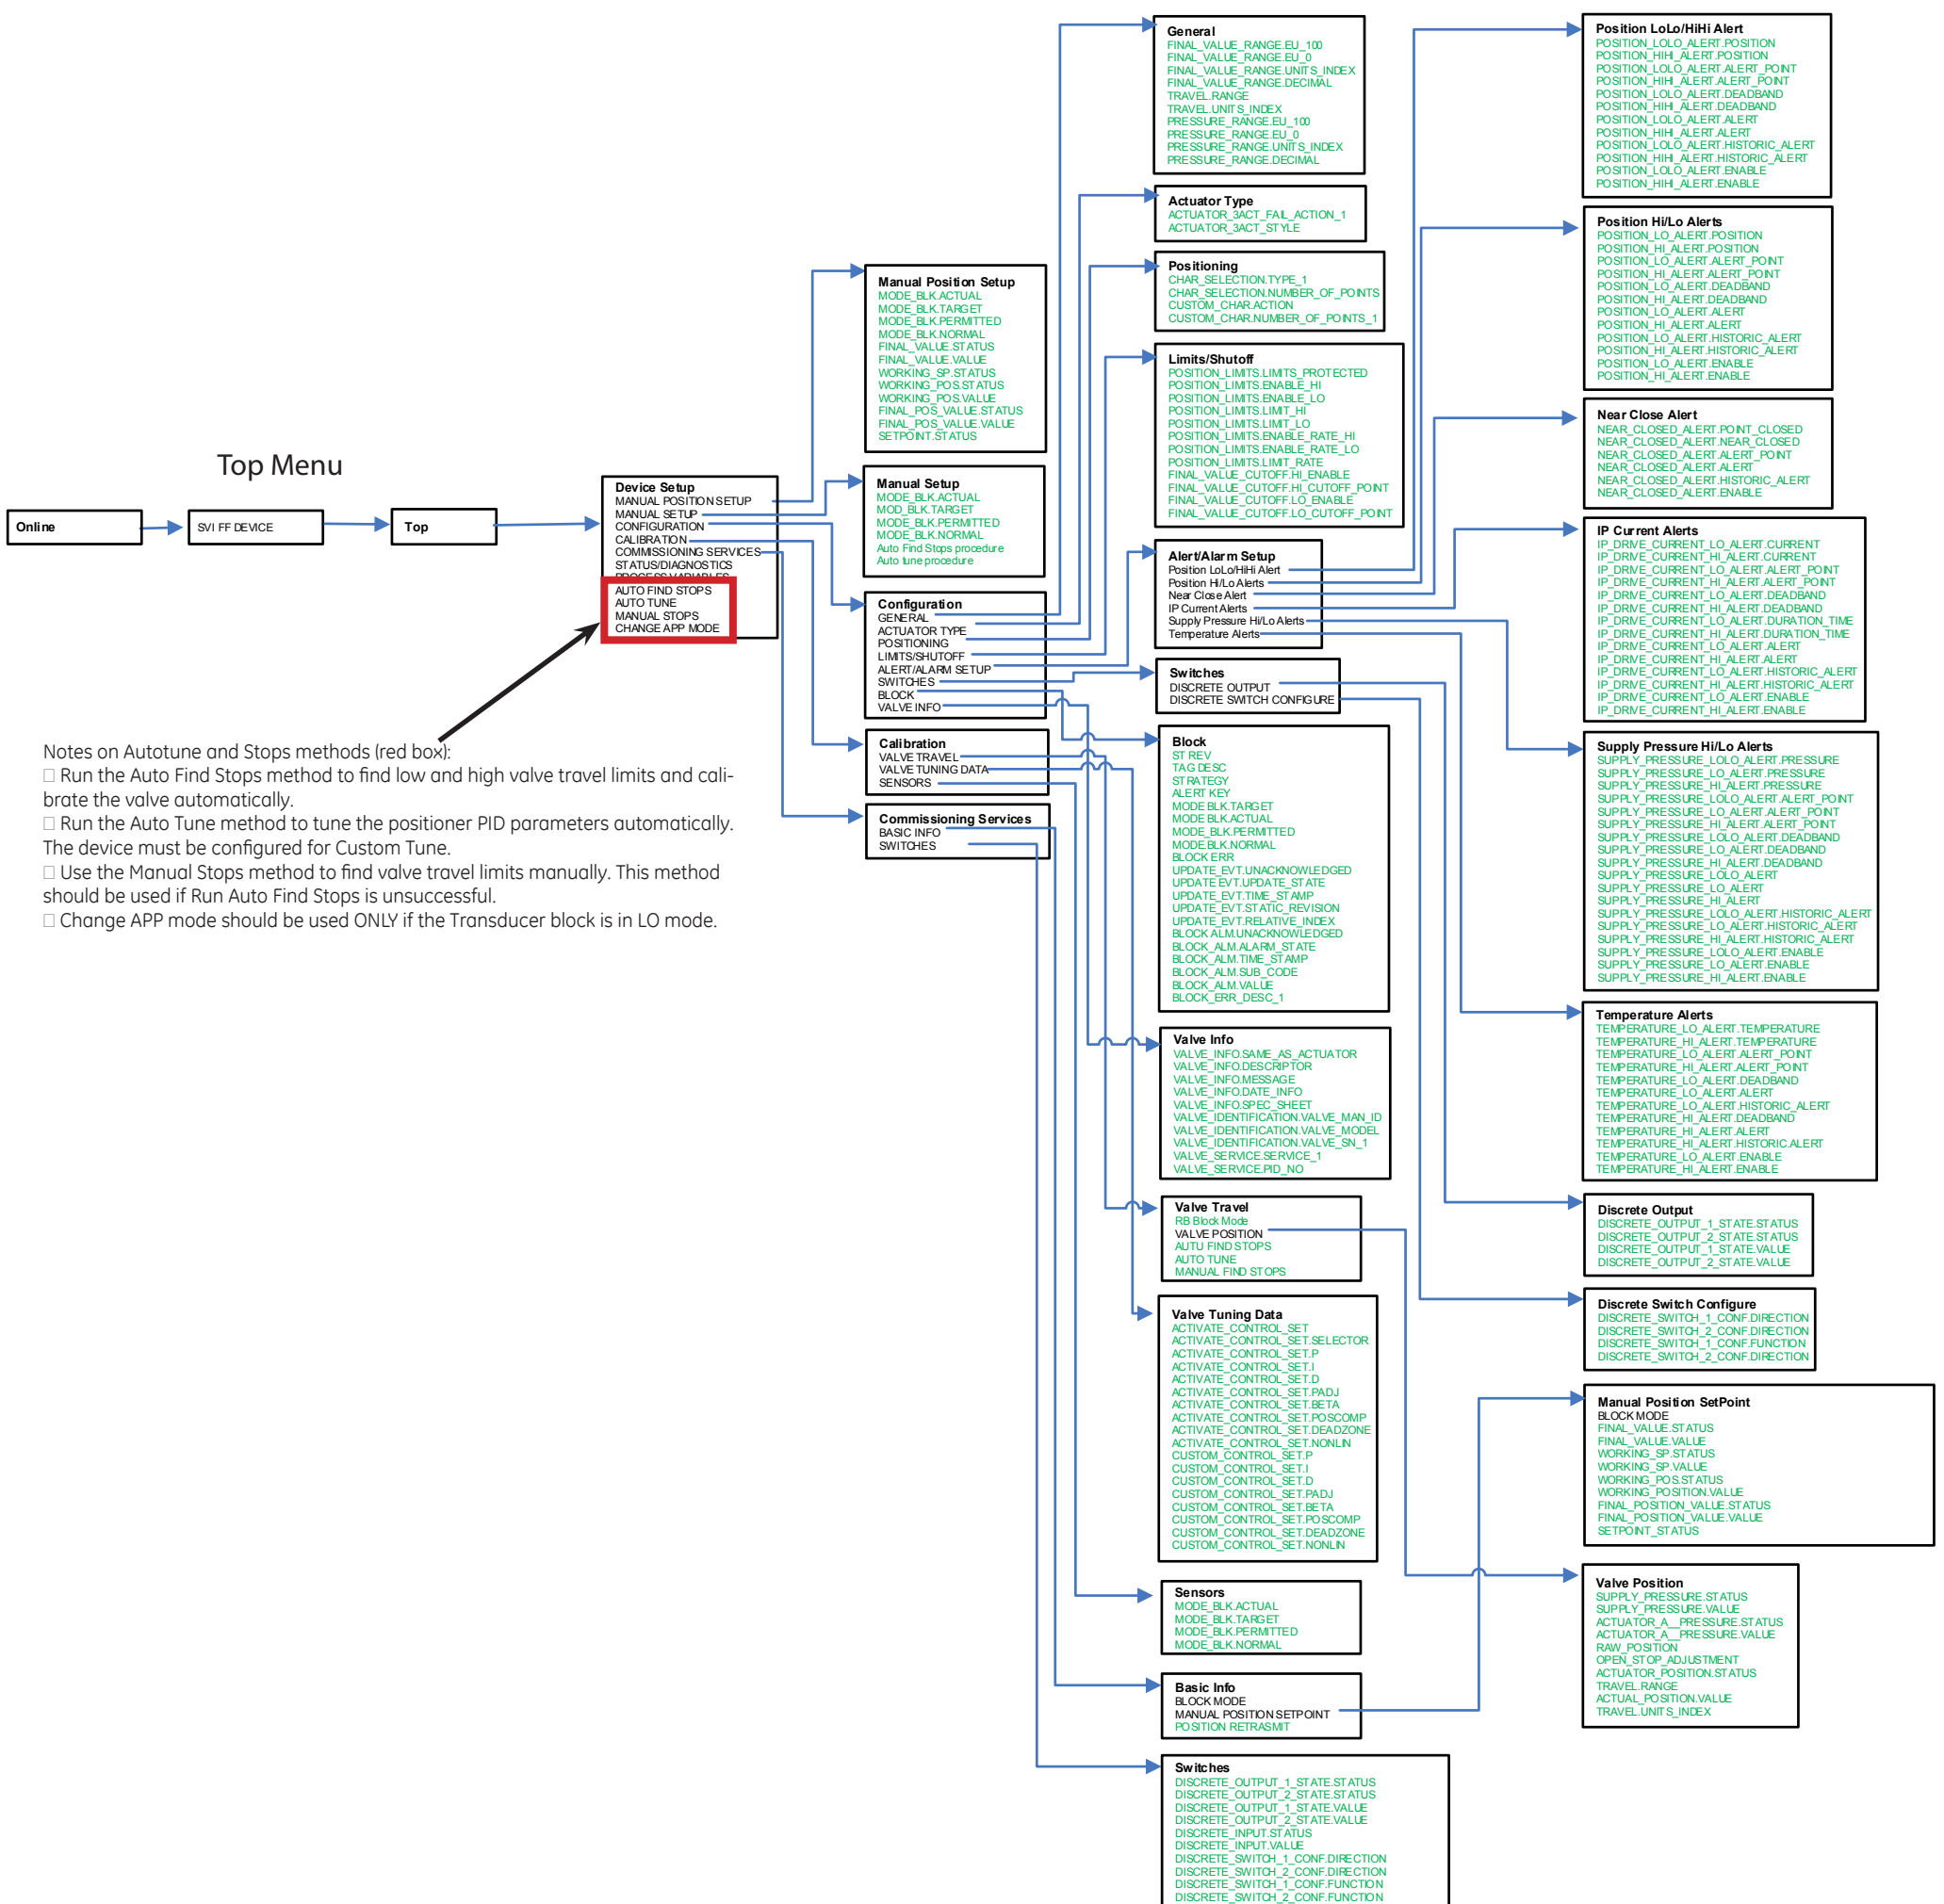 Top Menu
Online
SVI FF DEVICE
Top
Device Setup
MANUAL POSITION SETUP
MANUAL SETUP
CONFIGURATION
CALIBRATION
COMMISSIONING SERVICES
STATUS/DIAGNOSTICS
PROCESS VARIABLES
AUTO FIND STOPS
AUTO TUNE
MANUAL STOPS
CHANGE APP MODE
Notes on Autotune and Stops methods (red box):
□ Run the Auto Find Stops method to find low and high valve travel limits and cali-
brate the valve automatically.
□ Run the Auto Tune method to tune the positioner PID parameters automatically.
The device must be configured for Custom Tune.
□ Use the Manual Stops method to find valve travel limits manually. This method
should be used if Run Auto Find Stops is unsuccessful.
□ Change APP mode should be used ONLY if the Transducer block is in LO mode.
Manual Position Setup
MODE_BLK.ACTUAL
MODE_BLK.TARGET
MODE_BLK.PERMITTED
MODE_BLK.NORMAL
FINAL_VALUE.STATUS
FINAL_VALUE.VALUE
WORKING_SP.STATUS
WORKING_POS.STATUS
WORKING_POS.VALUE
FINAL_POS_VALUE.STATUS
FINAL_POS_VALUE.VALUE
SETPOINT.STATUS
Manual Setup
MODE_BLK.ACTUAL
MOD_BLK.TARGET
MODE_BLK.PERMITTED
MODE_BLK.NORMAL
Auto Find Stops procedure
Auto tune procedure
Configuration
GENERAL
ACTUATOR TYPE
POSITIONING
LIMITS/SHUTOFF
ALERT/ALARM SETUP
SWITCHES
BLOCK
VALVE INFO
Calibration
VALVE TRAVEL
VALVE TUNING DATA
SENSORS
Commissioning Services
BASIC INFO
SWITCHES
General
FINAL_VALUE_RANGE.EU_100
FINAL_VALUE_RANGE.EU_0
FINAL_VALUE_RANGE.UNITS_INDEX
FINAL_VALUE_RANGE.DECIMAL
TRAVEL.RANGE
TRAVEL.UNITS_INDEX
PRESSURE_RANGE.EU_100
PRESSURE_RANGE.EU_0
PRESSURE_RANGE.UNITS_INDEX
PRESSURE_RANGE.DECIMAL
Actuator Type
ACTUATOR_3ACT_FAIL_ACTION_1
ACTUATOR_3ACT_STYLE
Positioning
CHAR_SELECTION.TYPE_1
CHAR_SELECTION.NUMBER_OF_POINTS
CUSTOM_CHAR.ACTION
CUSTOM_CHAR.NUMBER_OF_POINTS_1
Limits/Shutoff
POSITION_LIMITS.LIMITS_PROTECTED
POSITION_LIMITS.ENABLE_HI
POSITION_LIMITS.ENABLE_LO
POSITION_LIMITS.LIMIT_HI
POSITION_LIMITS.LIMIT_LO
POSITION_LIMITS.ENABLE_RATE_HI
POSITION_LIMITS.ENABLE_RATE_LO
POSITION_LIMITS.LIMIT_RATE
FINAL_VALUE_CUTOFF.HI_ENABLE
FINAL_VALUE_CUTOFF.HI_CUTOFF_POINT
FINAL_VALUE_CUTOFF.LO_ENABLE
FINAL_VALUE_CUTOFF.LO_CUTOFF_POINT
Alert/Alarm Setup
Position LoLo/HiHi Alert
Position Hi/Lo Alerts
Near Close Alert
IP Current Alerts
Supply Pressure Hi/Lo Alerts
Temperature Alerts
Switches
DISCRETE OUTPUT
DISCRETE SWITCH CONFIGURE
Block
ST REV
TAG DESC
STRATEGY
ALERT KEY
MODE BLK.TARGET
MODE BLK.ACTUAL
MODE_BLK.PERMITTED
MODE.BLK.NORMAL
BLOCK ERR
UPDATE_EVT.UNACKNOWLEDGED
UPDATE EVT.UPDATE_STATE
UPDATE_EVT.TIME_STAMP
UPDATE_EVT.STATIC_REVISION
UPDATE_EVT.RELATIVE_INDEX
BLOCK ALM.UNACKNOWLEDGED
BLOCK_ALM.ALARM_STATE
BLOCK_ALM.TIME_STAMP
BLOCK_ALM.SUB_CODE
BLOCK_ALM.VALUE
BLOCK_ERR_DESC_1
Valve Info
VALVE_INFO.SAME_AS_ACTUATOR
VALVE_INFO.DESCRIPTOR
VALVE_INFO.MESSAGE
VALVE_INFO.DATE_INFO
VALVE_INFO.SPEC_SHEET
VALVE_IDENTIFICATION.VALVE_MAN_ID
VALVE_IDENTIFICATION.VALVE_MODEL
VALVE_IDENTIFICATION.VALVE_SN_1
VALVE_SERVICE.SERVICE_1
VALVE_SERVICE.PID_NO
Valve Travel
RB Block Mode
VALVE POSITION
AUTU FIND STOPS
AUTO TUNE
MANUAL FIND STOPS
Valve Tuning Data
ACTIVATE_CONTROL_SET
ACTIVATE_CONTROL_SET.SELECTOR
ACTIVATE_CONTROL_SET.P
ACTIVATE_CONTROL_SET.I
ACTIVATE_CONTROL_SET.D
ACTIVATE_CONTROL_SET.PADJ
ACTIVATE_CONTROL_SET.BETA
ACTIVATE_CONTROL_SET.POSCOMP
ACTIVATE_CONTROL_SET.DEADZONE
ACTIVATE_CONTROL_SET.NONLIN
CUSTOM_CONTROL_SET.P
CUSTOM_CONTROL_SET.I
CUSTOM_CONTROL_SET.D
CUSTOM_CONTROL_SET.PADJ
CUSTOM_CONTROL_SET.BETA
CUSTOM_CONTROL_SET.POSCOMP
CUSTOM_CONTROL_SET.DEADZONE
CUSTOM_CONTROL_SET.NONLIN
Sensors
MODE_BLK.ACTUAL
MODE_BLK.TARGET
MODE_BLK.PERMITTED
MODE_BLK.NORMAL
Basic Info
BLOCK MODE
MANUAL POSITION SETPOINT
POSITION RETRASMIT
Switches
DISCRETE_OUTPUT_1_STATE.STATUS
DISCRETE_OUTPUT_2_STATE.STATUS
DISCRETE_OUTPUT_1_STATE.VALUE
DISCRETE_OUTPUT_2_STATE.VALUE
DISCRETE_INPUT.STATUS
DISCRETE_INPUT.VALUE
DISCRETE_SWITCH_1_CONF.DIRECTION
DISCRETE_SWITCH_2_CONF.DIRECTION
DISCRETE_SWITCH_1_CONF.FUNCTION
DISCRETE_SWITCH_2_CONF.FUNCTION
Position LoLo/HiHi Alert
POSITION_LOLO_ALERT.POSITION
POSITION_HIHI_ALERT.POSITION
POSITION_LOLO_ALERT.ALERT_POINT
POSITION_HIHI_ALERT.ALERT_POINT
POSITION_LOLO_ALERT.DEADBAND
POSITION_HIHI_ALERT.DEADBAND
POSITION_LOLO_ALERT.ALERT
POSITION_HIHI_ALERT.ALERT
POSITION_LOLO_ALERT.HISTORIC_ALERT
POSITION_HIHI_ALERT.HISTORIC_ALERT
POSITION_LOLO_ALERT.ENABLE
POSITION_HIHI_ALERT.ENABLE
Position Hi/Lo Alerts
POSITION_LO_ALERT.POSITION
POSITION_HI_ALERT.POSITION
POSITION_LO_ALERT.ALERT_POINT
POSITION_HI_ALERT.ALERT_POINT
POSITION_LO_ALERT.DEADBAND
POSITION_HI_ALERT.DEADBAND
POSITION_LO_ALERT.ALERT
POSITION_HI_ALERT.ALERT
POSITION_LO_ALERT.HISTORIC_ALERT
POSITION_HI_ALERT.HISTORIC_ALERT
POSITION_LO_ALERT.ENABLE
POSITION_HI_ALERT.ENABLE
Near Close Alert
NEAR_CLOSED_ALERT.POINT_CLOSED
NEAR_CLOSED_ALERT.NEAR_CLOSED
NEAR_CLOSED_ALERT.ALERT_POINT
NEAR_CLOSED_ALERT.ALERT
NEAR_CLOSED_ALERT.HISTORIC_ALERT
NEAR_CLOSED_ALERT.ENABLE
IP Current Alerts
IP_DRIVE_CURRENT_LO_ALERT.CURRENT
IP_DRIVE_CURRENT_HI_ALERT.CURRENT
IP_DRIVE_CURRENT_LO_ALERT.ALERT_POINT
IP_DRIVE_CURRENT_HI_ALERT.ALERT_POINT
IP_DRIVE_CURRENT_LO_ALERT.DEADBAND
IP_DRIVE_CURRENT_HI_ALERT.DEADBAND
IP_DRIVE_CURRENT_LO_ALERT.DURATION_TIME
IP_DRIVE_CURRENT_HI_ALERT.DURATION_TIME
IP_DRIVE_CURRENT_LO_ALERT.ALERT
IP_DRIVE_CURRENT_HI_ALERT.ALERT
IP_DRIVE_CURRENT_LO_ALERT.HISTORIC_ALERT
IP_DRIVE_CURRENT_HI_ALERT.HISTORIC_ALERT
IP_DRIVE_CURRENT_LO_ALERT.ENABLE
IP_DRIVE_CURRENT_HI_ALERT.ENABLE
Supply Pressure Hi/Lo Alerts
SUPPLY_PRESSURE_LOLO_ALERT.PRESSURE
SUPPLY_PRESSURE_LO_ALERT.PRESSURE
SUPPLY_PRESSURE_HI_ALERT.PRESSURE
SUPPLY_PRESSURE_LOLO_ALERT.ALERT_POINT
SUPPLY_PRESSURE_LO_ALERT.ALERT_POINT
SUPPLY_PRESSURE_HI_ALERT.ALERT_POINT
SUPPLY_PRESSURE_LOLO_ALERT.DEADBAND
SUPPLY_PRESSURE_LO_ALERT.DEADBAND
SUPPLY_PRESSURE_HI_ALERT.DEADBAND
SUPPLY_PRESSURE_LOLO_ALERT
SUPPLY_PRESSURE_LO_ALERT
SUPPLY_PRESSURE_HI_ALERT
SUPPLY_PRESSURE_LOLO_ALERT.HISTORIC_ALERT
SUPPLY_PRESSURE_LO_ALERT.HISTORIC_ALERT
SUPPLY_PRESSURE_HI_ALERT.HISTORIC_ALERT
SUPPLY_PRESSURE_LOLO_ALERT.ENABLE
SUPPLY_PRESSURE_LO_ALERT.ENABLE
SUPPLY_PRESSURE_HI_ALERT.ENABLE
Temperature Alerts
TEMPERATURE_LO_ALERT.TEMPERATURE
TEMPERATURE_HI_ALERT.TEMPERATURE
TEMPERATURE_LO_ALERT.ALERT_POINT
TEMPERATURE_HI_ALERT.ALERT_POINT
TEMPERATURE_LO_ALERT.DEADBAND
TEMPERATURE_LO_ALERT.ALERT
TEMPERATURE_LO_ALERT.HISTORIC_ALERT
TEMPERATURE_HI_ALERT.DEADBAND
TEMPERATURE_HI_ALERT.ALERT
TEMPERATURE_HI_ALERT.HISTORIC.ALERT
TEMPERATURE_LO_ALERT.ENABLE
TEMPERATURE_HI_ALERT.ENABLE
Discrete Output
DISCRETE_OUTPUT_1_STATE.STATUS
DISCRETE_OUTPUT_2_STATE.STATUS
DISCRETE_OUTPUT_1_STATE.VALUE
DISCRETE_OUTPUT_2_STATE.VALUE
Discrete Switch Configure
DISCRETE_SWITCH_1_CONF.DIRECTION
DISCRETE_SWITCH_2_CONF.DIRECTION
DISCRETE_SWITCH_1_CONF.FUNCTION
DISCRETE_SWITCH_2_CONF.DIRECTION
Manual Position SetPoint
BLOCK MODE
FINAL_VALUE.STATUS
FINAL_VALUE.VALUE
WORKING_SP.STATUS
WORKING_SP.VALUE
WORKING_POS.STATUS
WORKING_POSITION.VALUE
FINAL_POSITION_VALUE.STATUS
FINAL_POSITION_VALUE.VALUE
SETPOINT_STATUS
Valve Position
SUPPLY_PRESSURE.STATUS
SUPPLY_PRESSURE.VALUE
ACTUATOR_A__PRESSURE.STATUS
ACTUATOR_A__PRESSURE.VALUE
RAW_POSITION
OPEN_STOP_ADJUSTMENT
ACTUATOR_POSITION.STATUS
TRAVEL.RANGE
ACTUAL_POSITION.VALUE
TRAVEL.UNITS_INDEX